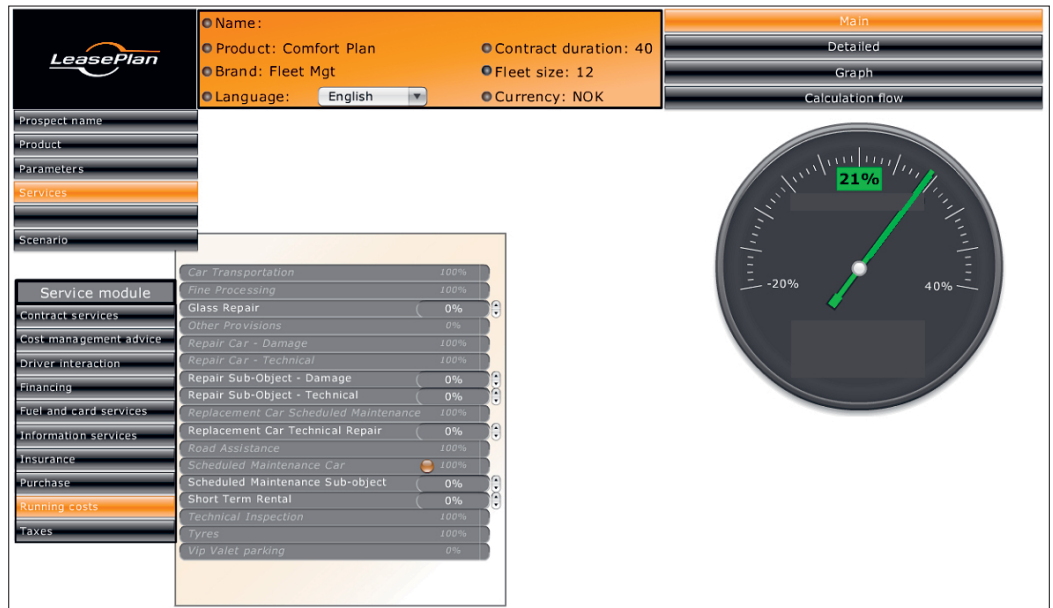 LeasePlan
Name:
Product: Comfort Plan
Contract duration: 40
Brand: Fleet Mgt
Fleet size: 12
Language: English
Currency: NOK
Main
Detailed
Graph
Calculation flow
Prospect name
Product
Parameters
Services
Scenario
21%
-20%
40%
Service module
Contract services
Cost management advice
Driver interaction
Financing
Fuel and card services
Information services
Insurance
Purchase
Running costs
Taxes
Car Transportation 100%
Fine Processing 100%
Glass Repair 0%
Other Provisions 0%
Repair Car - Damage 100%
Repair Car - Technical 100%
Repair Sub-Object - Damage 0%
Repair Sub-Object - Technical 0%
Replacement Car Scheduled Maintenance 100%
Replacement Car Technical Repair 0%
Road Assistance 100%
Scheduled Maintenance Car 100%
Scheduled Maintenance Sub-object 0%
Short Term Rental 0%
Technical Inspection 100%
Tyres 100%
Vip Valet parking 0%